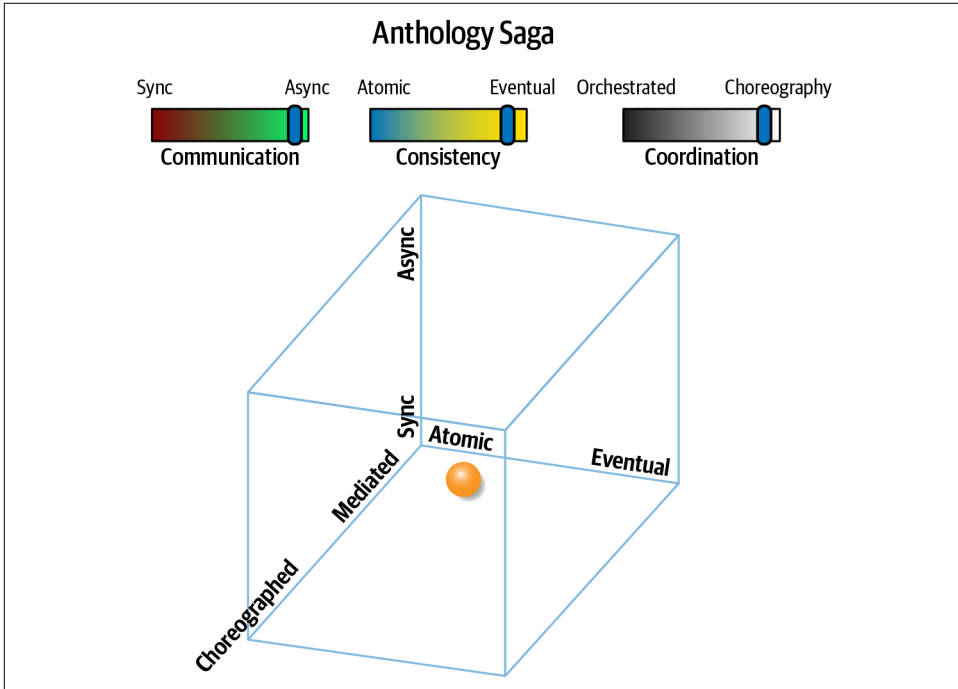 Anthology Saga
Sync Async Atomic Eventual Orchestrated Choreography
Communication Consistency Coordination
Async
Sync
Atomic
Eventual
Mediated
Choreographed